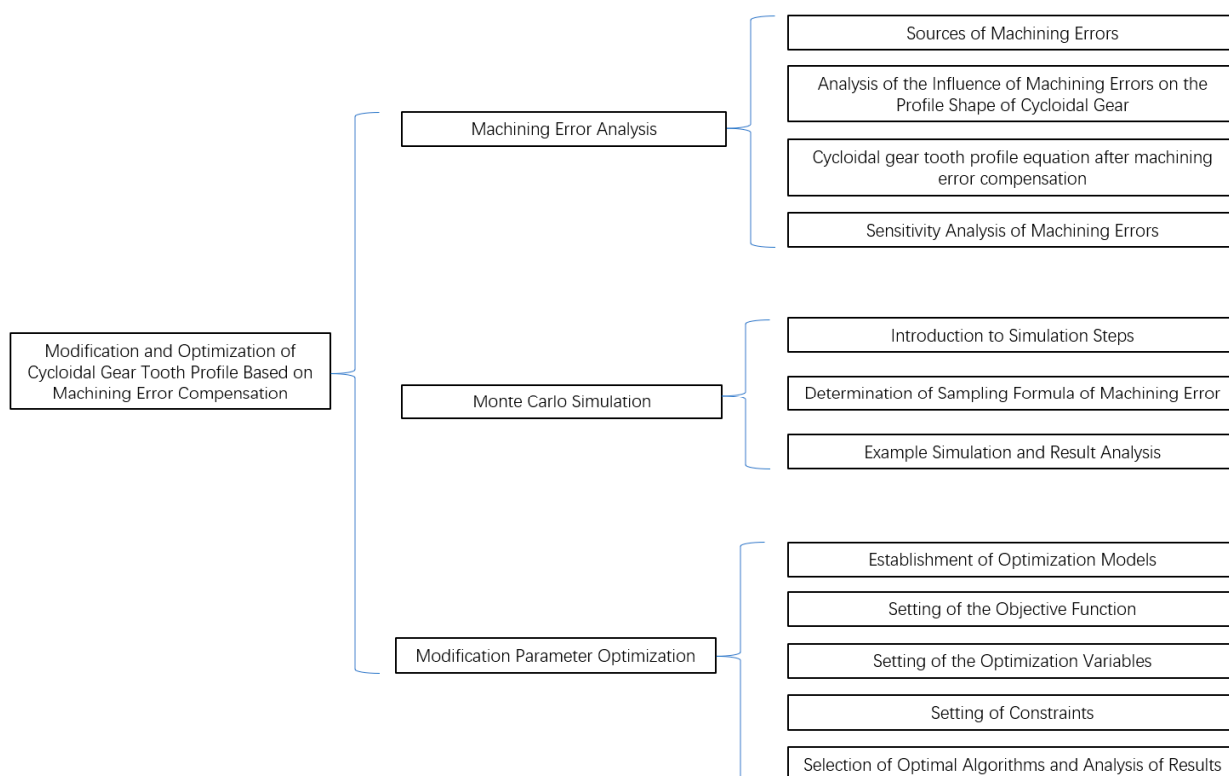 Modification and Optimization of
Cycloidal Gear Tooth Profile Based on
Machining Error Compensation
Machining Error Analysis
Sources of Machining Errors
Analysis of the Influence of Machining Errors on the
Profile Shape of Cycloidal Gear
Cycloidal gear tooth profile equation after machining
error compensation
Sensitivity Analysis of Machining Errors
Monte Carlo Simulation
Introduction to Simulation Steps
Determination of Sampling Formula of Machining Error
Example Simulation and Result Analysis
Modification Parameter Optimization
Establishment of Optimization Models
Setting of the Objective Function
Setting of the Optimization Variables
Setting of Constraints
Selection of Optimal Algorithms and Analysis of Results